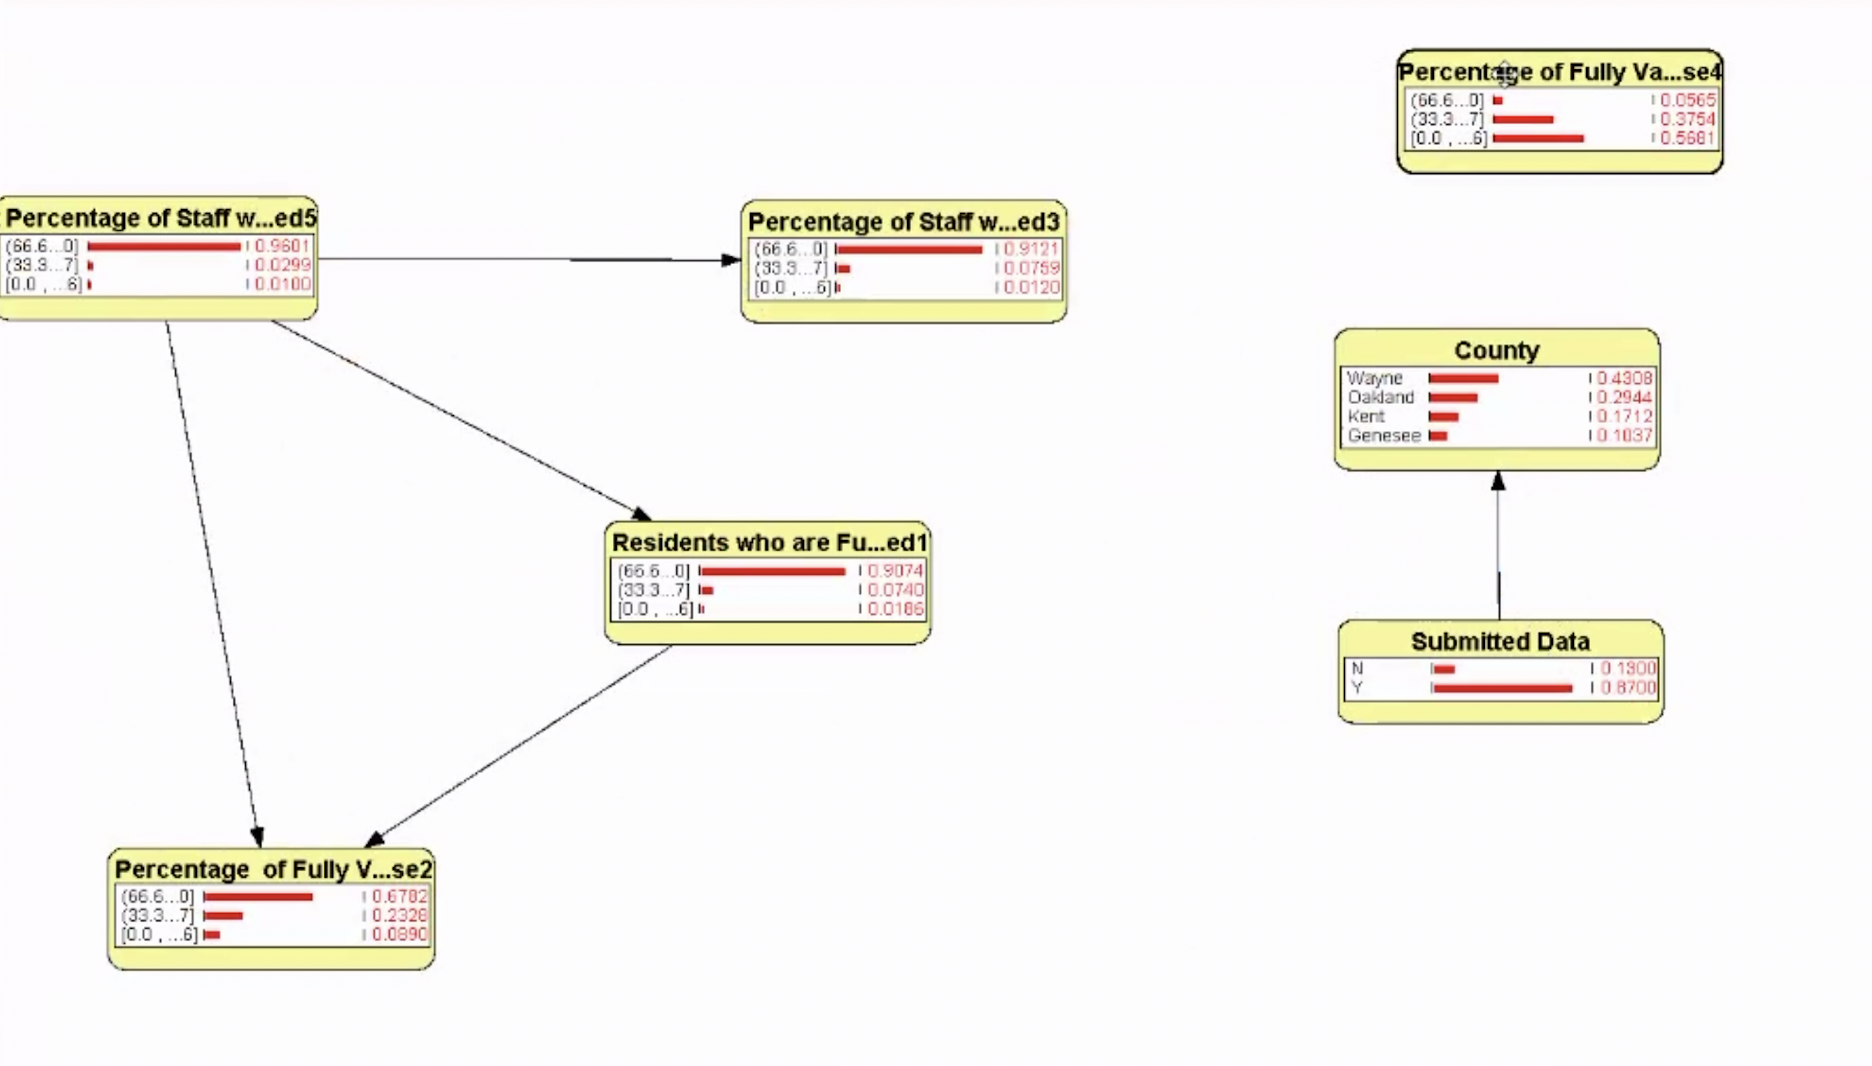 Percentage of Fully Va...se4
(66.6...0] 0.0565
(33.3...7] 0.3754
[0.0 , ...6] 0.5681
Percentage of Staff w...ed5
(66.6...0] 0.9601
(33.3...7] 0.0299
[0.0 , ...6] 0.0100
Percentage of Staff w...ed3
(66.6...0] 0.9121
(33.3...7] 0.0759
[0.0 , ...6] 0.0120
County
Wayne 0.4308
Oakland 0.2944
Kent 0.1712
Genesee 0.1037
Residents who are Fu...ed1
(66.6...0] 0.9074
(33.3...7] 0.0740
[0.0 , ...6] 0.0186
Submitted Data
N 0.1300
Y 0.8700
Percentage  of Fully V...se2
(66.6...0] 0.6782
(33.3...7] 0.2328
[0.0 , ...6] 0.0890